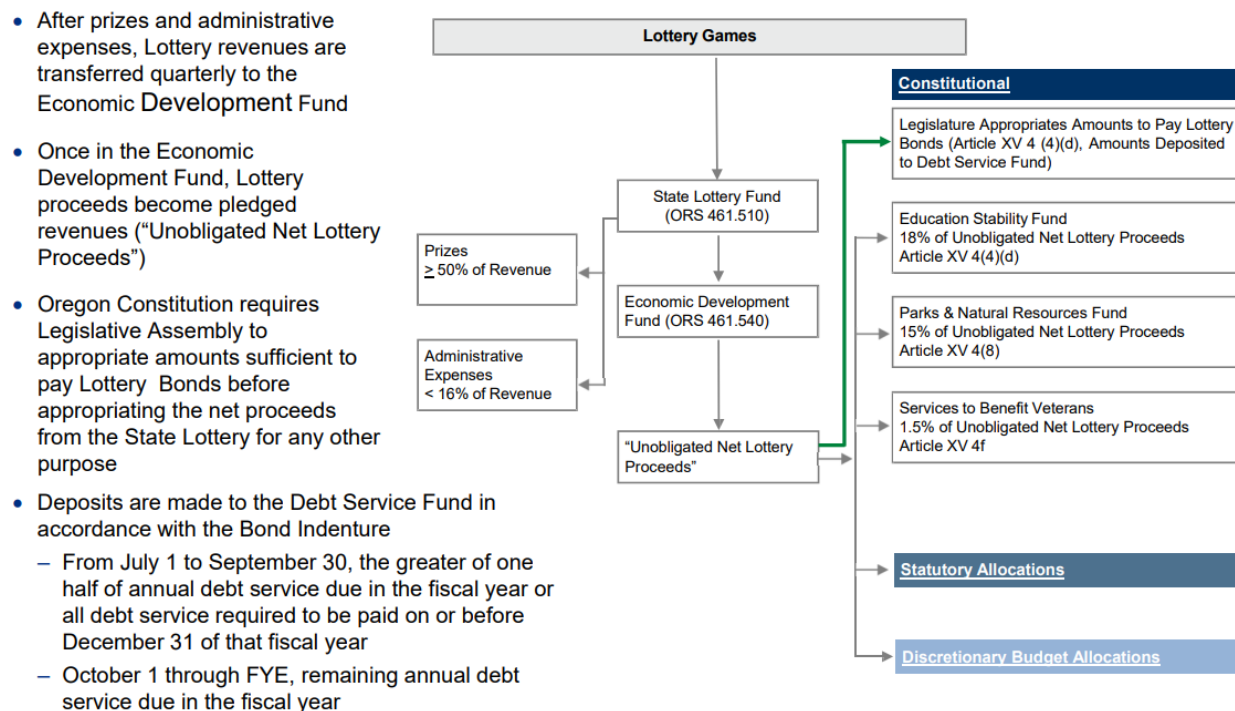 • After prizes and administrative
expenses, Lottery revenues are
transferred quarterly to the
Economic Development Fund
• Once in the Economic
Development Fund, Lottery
proceeds become pledged
revenues (“Unobligated Net Lottery
Proceeds”)
• Oregon Constitution requires
Legislative Assembly to
appropriate amounts sufficient to
pay Lottery Bonds before
appropriating the net proceeds
from the State Lottery for any other
purpose
• Deposits are made to the Debt Service Fund in
accordance with the Bond Indenture
– From July 1 to September 30, the greater of one
half of annual debt service due in the fiscal year or
all debt service required to be paid on or before
December 31 of that fiscal year
– October 1 through FYE, remaining annual debt
service due in the fiscal year
Lottery Games
State Lottery Fund
(ORS 461.510)
Prizes
≥ 50% of Revenue
Economic Development
Fund (ORS 461.540)
Administrative
Expenses
< 16% of Revenue
“Unobligated Net Lottery
Proceeds”
Constitutional
Legislature Appropriates Amounts to Pay Lottery
Bonds (Article XV 4 (4)(d), Amounts Deposited
to Debt Service Fund)
Education Stability Fund
18% of Unobligated Net Lottery Proceeds
Article XV 4(4)(d)
Parks & Natural Resources Fund
15% of Unobligated Net Lottery Proceeds
Article XV 4(8)
Services to Benefit Veterans
1.5% of Unobligated Net Lottery Proceeds
Article XV 4f
Statutory Allocations
Discretionary Budget Allocations